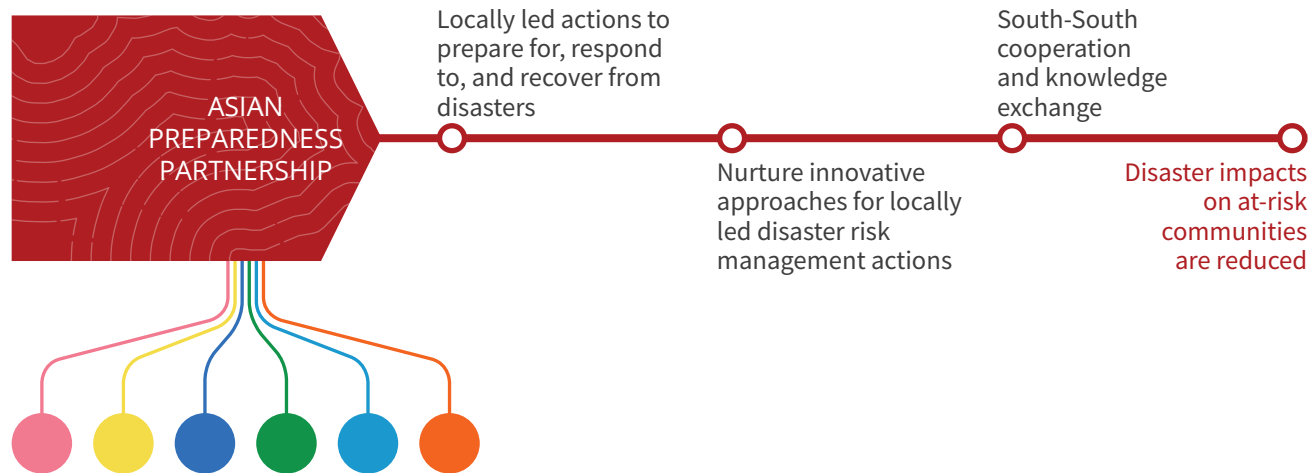 ASIAN
PREPAREDNESS
PARTNERSHIP
Locally led actions to
prepare for, respond
to, and recover from
disasters
Nurture innovative
approaches for locally
led disaster risk
management actions
South-South
cooperation
and knowledge
exchange
Disaster impacts
on at-risk
communities
are reduced